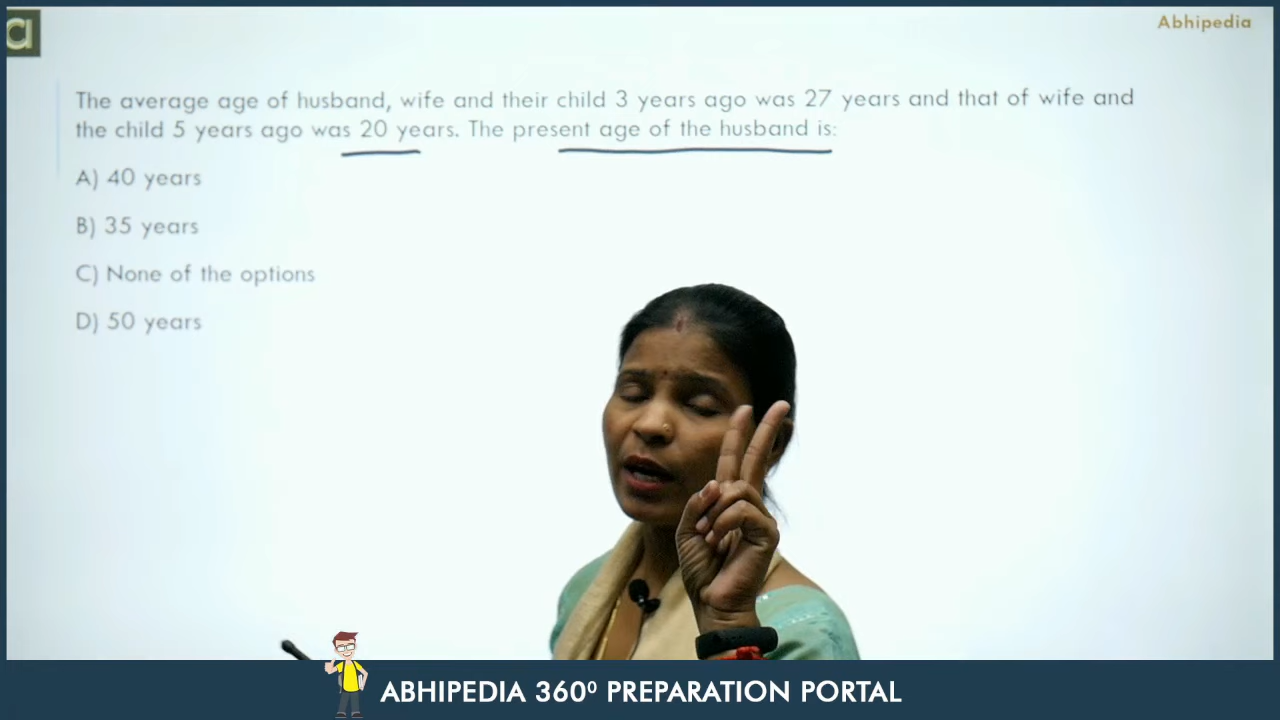 a
Abhipedia
The average age of husband, wife and their child 3 years ago was 27 years and that of wife and
the child 5 years ago was 20 years. The present age of the husband is:
A) 40 years
B) 35 years
C) None of the options
D) 50 years
ABHIPEDIA 360⁰ PREPARATION PORTAL